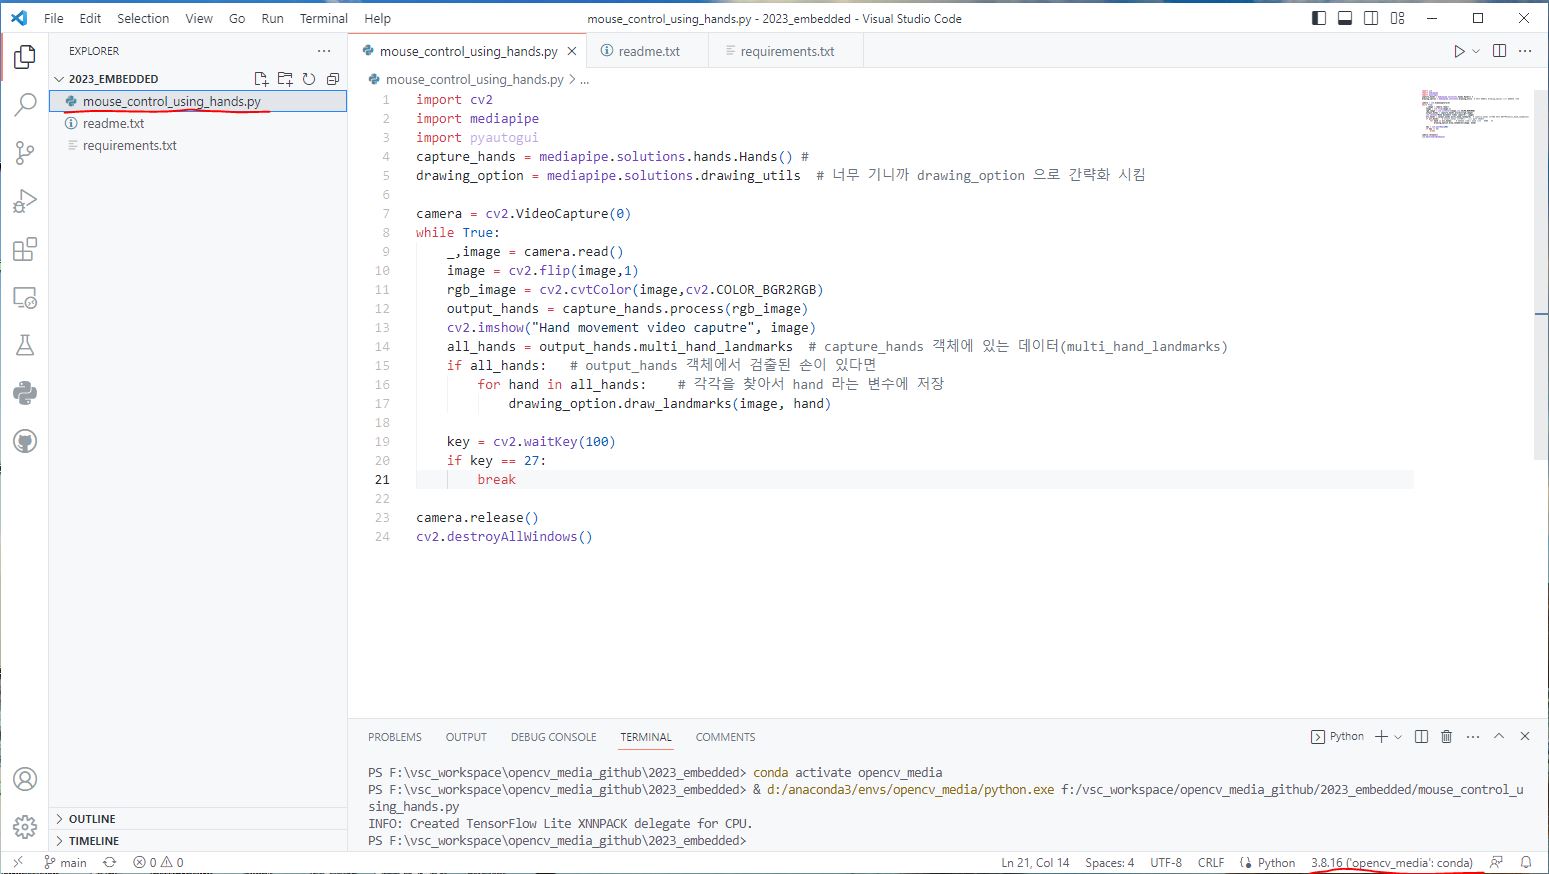 File Edit Selection View Go Run Terminal Help
mouse_control_using_hands.py - 2023_embedded - Visual Studio Code
EXPLORER
2023_EMBEDDED
mouse_control_using_hands.py
readme.txt
requirements.txt
OUTLINE
TIMELINE
mouse_control_using_hands.py readme.txt requirements.txt
mouse_control_using_hands.py > ...
1 import cv2
2 import mediapipe
3 import pyautogui
4 capture_hands = mediapipe.solutions.hands.Hands() #
5 drawing_option = mediapipe.solutions.drawing_utils  # 너무 기니까 drawing_option 으로 간략화 시킴
6
7 camera = cv2.VideoCapture(0)
8 while True:
9     _,image = camera.read()
10     image = cv2.flip(image,1)
11     rgb_image = cv2.cvtColor(image,cv2.COLOR_BGR2RGB)
12     output_hands = capture_hands.process(rgb_image)
13     cv2.imshow("Hand movement video caputre", image)
14     all_hands = output_hands.multi_hand_landmarks  # capture_hands 객체에 있는 데이터(multi_hand_landmarks)
15     if all_hands:   # output_hands 객체에서 검출된 손이 있다면
16         for hand in all_hands:    # 각각을 찾아서 hand 라는 변수에 저장
17             drawing_option.draw_landmarks(image, hand)
18
19     key = cv2.waitKey(100)
20     if key == 27:
21         break
22
23 camera.release()
24 cv2.destroyAllWindows()
PROBLEMS OUTPUT DEBUG CONSOLE TERMINAL COMMENTS
Python
PS F:\vsc_workspace\opencv_media_github\2023_embedded> conda activate opencv_media
PS F:\vsc_workspace\opencv_media_github\2023_embedded> & d:/anaconda3/envs/opencv_media/python.exe f:/vsc_workspace/opencv_media_github/2023_embedded/mouse_control_u
sing_hands.py
INFO: Created TensorFlow Lite XNNPACK delegate for CPU.
PS F:\vsc_workspace\opencv_media_github\2023_embedded>
main 0 0 Ln 21, Col 14 Spaces: 4 UTF-8 CRLF Python 3.8.16 ('opencv_media': conda)